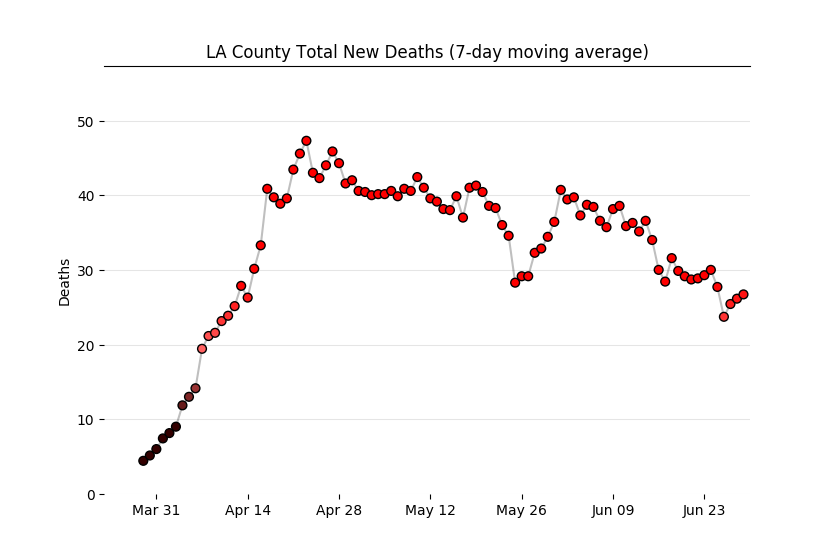 LA County Total New Deaths (7-day moving average)
50
40
30
20
10
0
Deaths
Mar 31 Apr 14 Apr 28 May 12 May 26 Jun 09 Jun 23